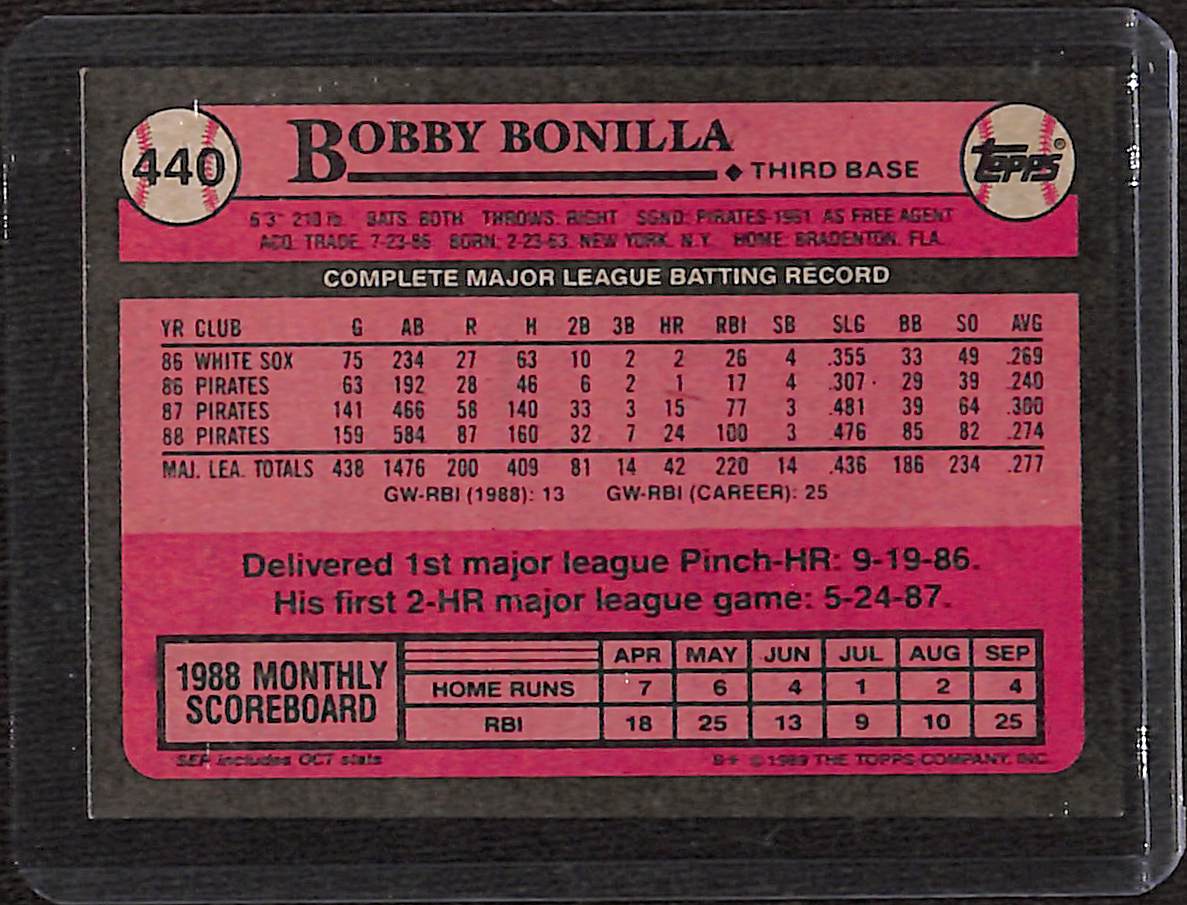 440
BOBBY BONILLA
◆ THIRD BASE
TOPPS®
6'3" 210 lb. BATS: BOTH THROWS: RIGHT SGND: PIRATES-1981 AS FREE AGENT
ACQ: TRADE, 7-23-86 BORN: 2-23-63, NEW YORK, N.Y. HOME: BRADENTON, FLA.
COMPLETE MAJOR LEAGUE BATTING RECORD
YR CLUB G AB R H 2B 3B HR RBI SB SLG BB SO AVG
86 WHITE SOX 75 234 27 63 10 2 2 26 4 .355 33 49 .269
86 PIRATES 63 192 28 46 6 2 1 17 4 .307 29 39 .240
87 PIRATES 141 466 58 140 33 3 15 77 3 .481 39 64 .300
88 PIRATES 159 584 87 160 32 7 24 100 3 .476 85 82 .274
MAJ. LEA. TOTALS 438 1476 200 409 81 14 42 220 14 .436 186 234 .277
GW-RBI (1988): 13 GW-RBI (CAREER): 25
Delivered 1st major league Pinch-HR: 9-19-86.
His first 2-HR major league game: 5-24-87.
1988 MONTHLY
SCOREBOARD
APR MAY JUN JUL AUG SEP
HOME RUNS 7 6 4 1 2 4
RBI 18 25 13 9 10 25
SEP includes OCT stats
B* © 1989 THE TOPPS COMPANY, INC.